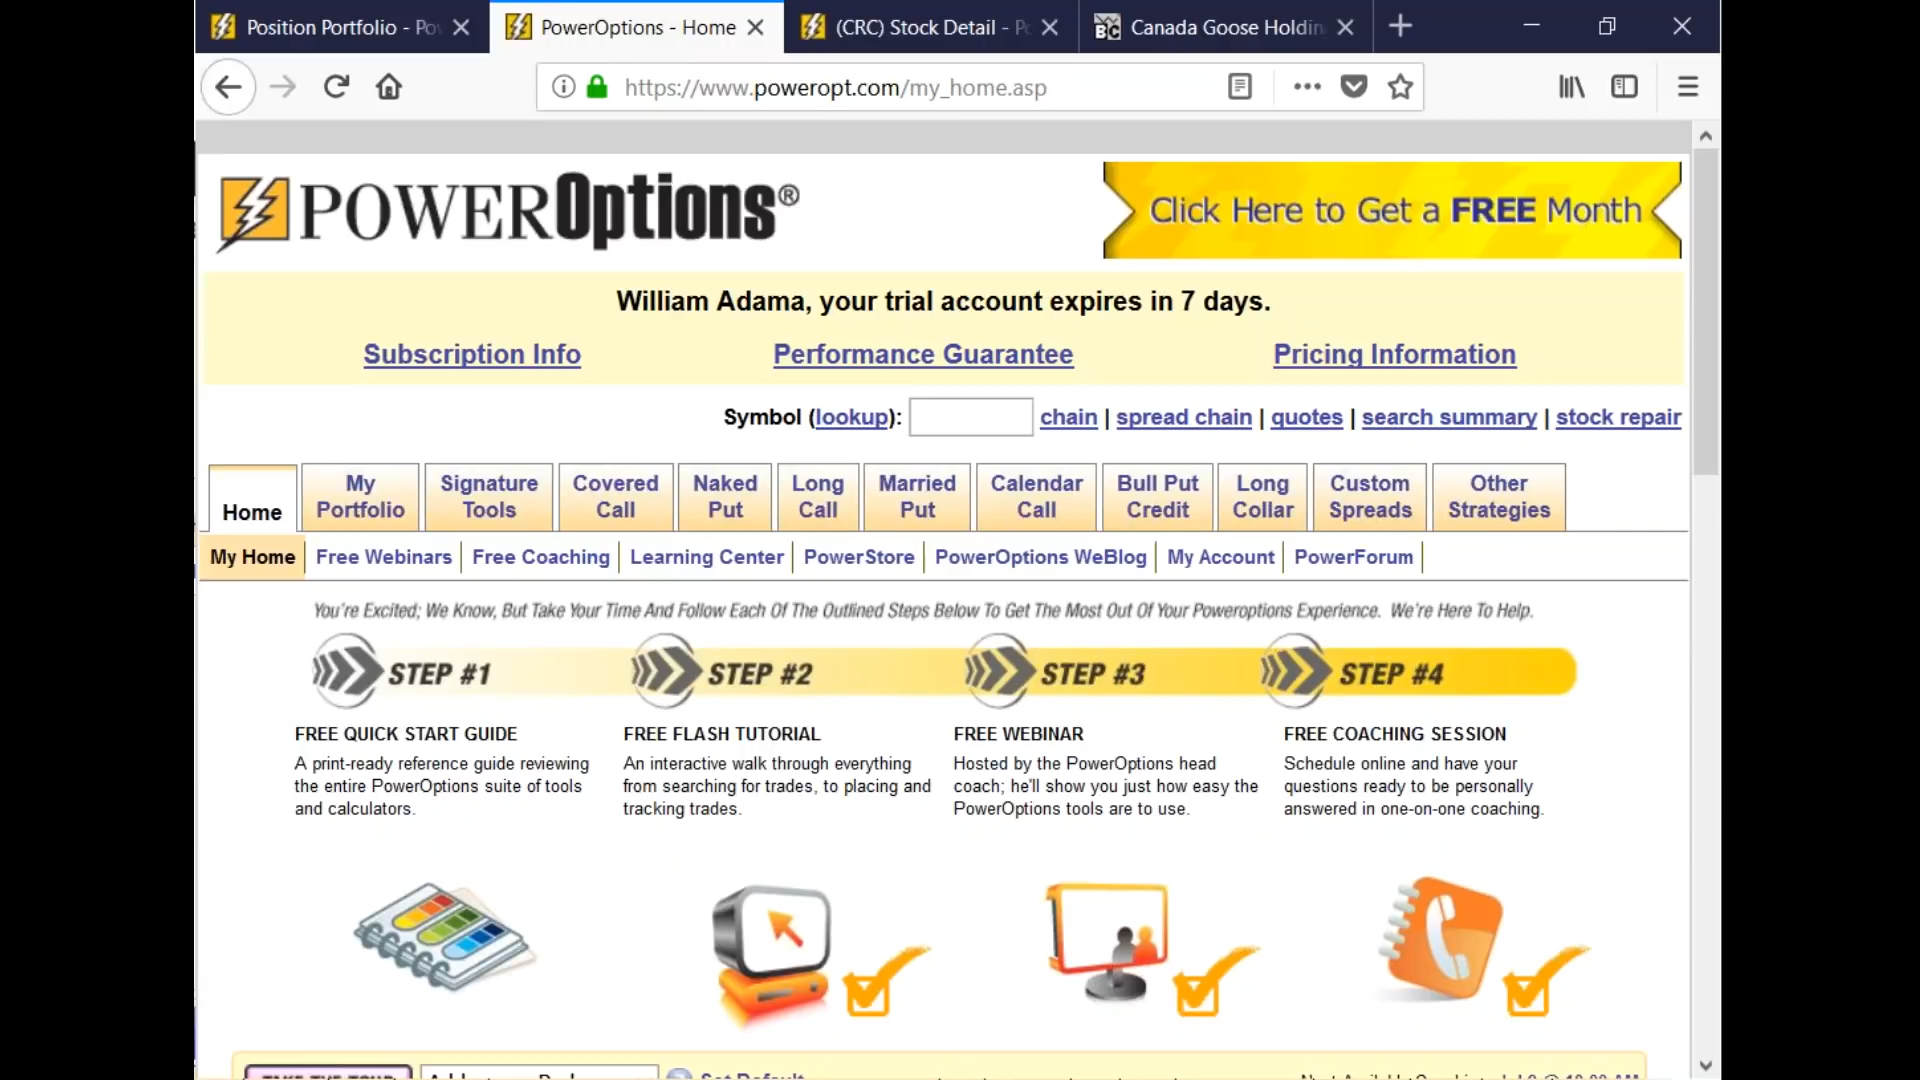 Position Portfolio - Po
PowerOptions - Home
(CRC) Stock Detail - P
Canada Goose Holdin
https://www.poweropt.com/my_home.asp
POWEROptions®
Click Here to Get a FREE Month
William Adama, your trial account expires in 7 days.
Subscription Info
Performance Guarantee
Pricing Information
Symbol (lookup): chain | spread chain | quotes | search summary | stock repair
Home
My Portfolio
Signature Tools
Covered Call
Naked Put
Long Call
Married Put
Calendar Call
Bull Put Credit
Long Collar
Custom Spreads
Other Strategies
My Home
Free Webinars
Free Coaching
Learning Center
PowerStore
PowerOptions WeBlog
My Account
PowerForum
You're Excited; We Know, But Take Your Time And Follow Each Of The Outlined Steps Below To Get The Most Out Of Your Poweroptions Experience. We're Here To Help.
STEP #1
STEP #2
STEP #3
STEP #4
FREE QUICK START GUIDE
A print-ready reference guide reviewing
the entire PowerOptions suite of tools
and calculators.
FREE FLASH TUTORIAL
An interactive walk through everything
from searching for trades, to placing and
tracking trades.
FREE WEBINAR
Hosted by the PowerOptions head
coach; he'll show you just how easy the
PowerOptions tools are to use.
FREE COACHING SESSION
Schedule online and have your
questions ready to be personally
answered in one-on-one coaching.
TAKE THE TOUR
Set Default